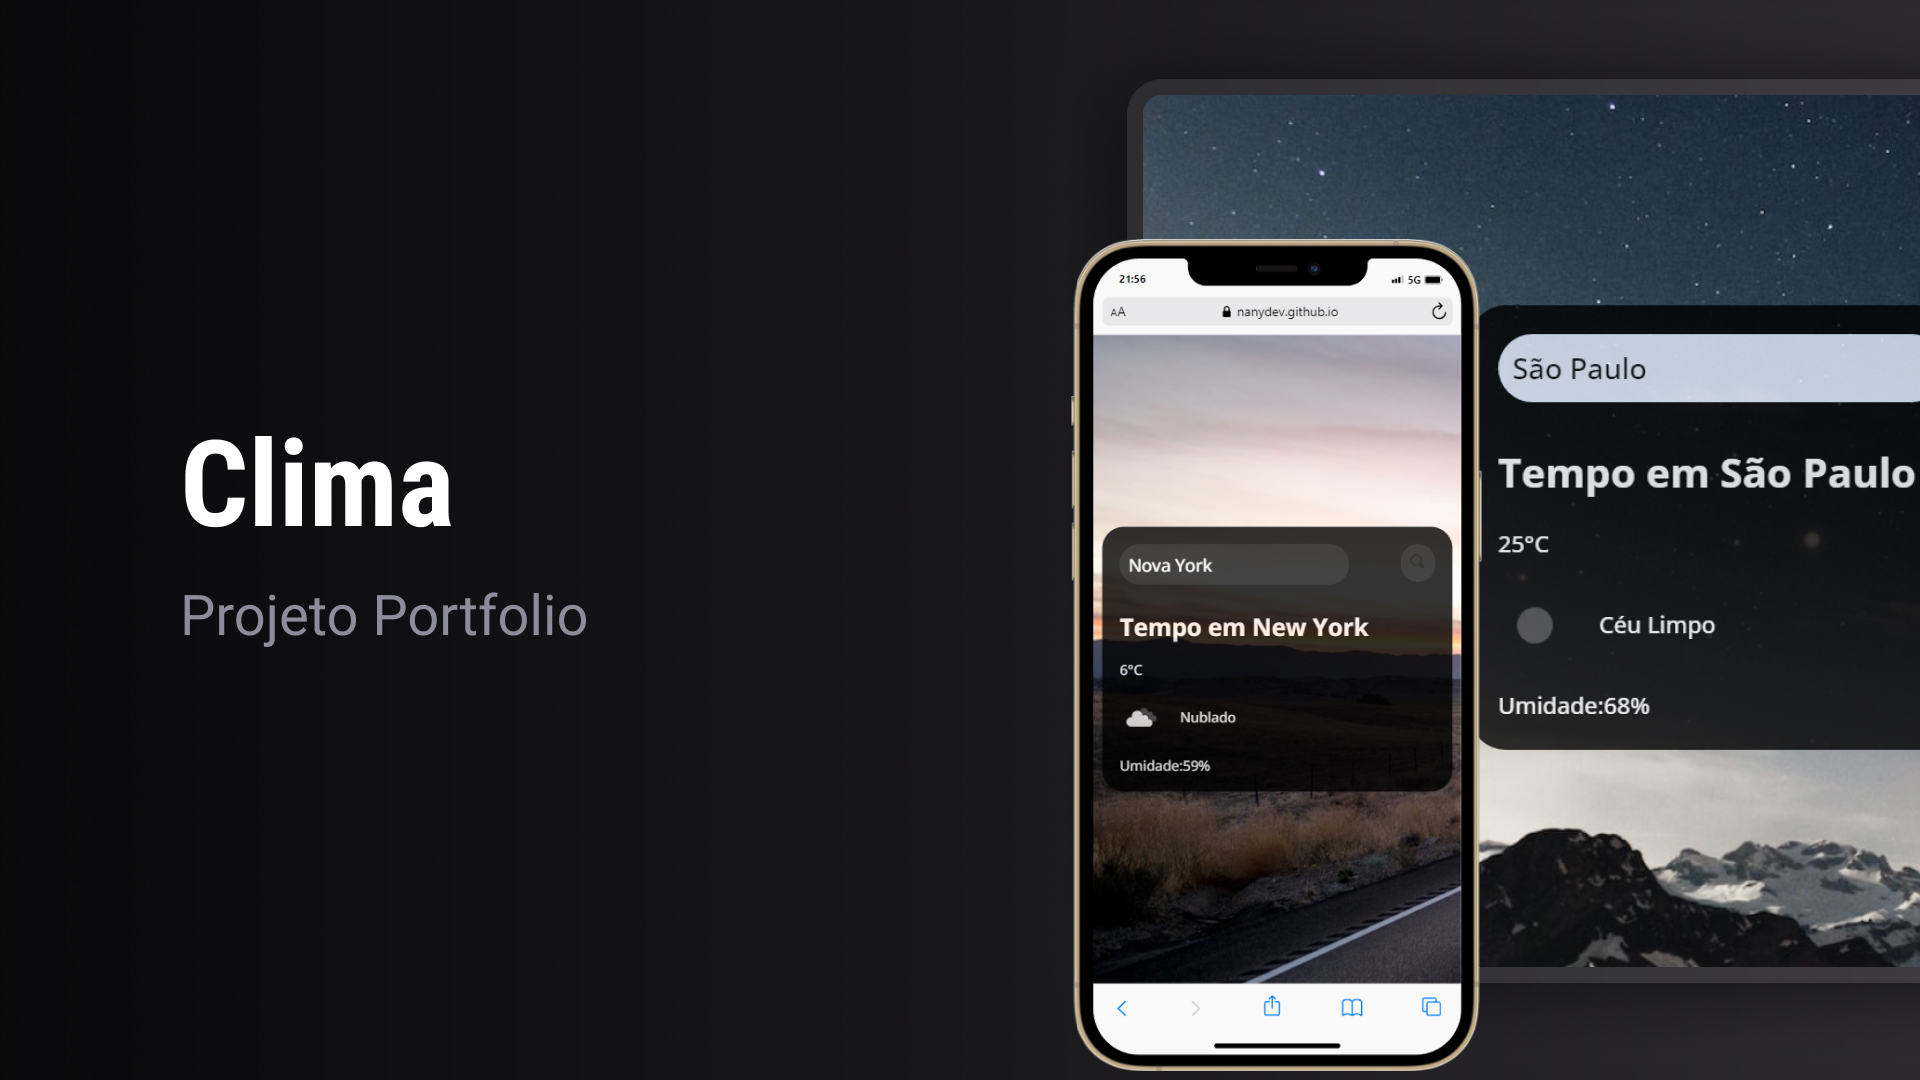 Clima
Projeto Portfolio
21:56
5G
AA
nanydev.github.io
Nova York
Tempo em New York
6°C
Nublado
Umidade:59%
São Paulo
Tempo em São Paulo
25°C
Céu Limpo
Umidade:68%